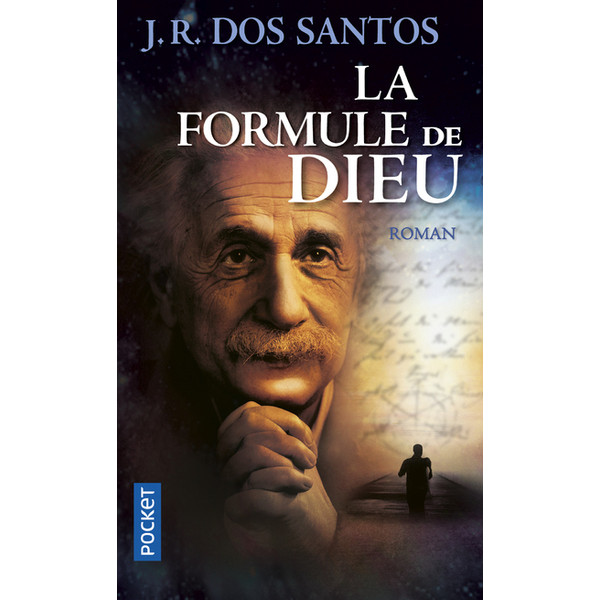 J. R. DOS SANTOS
LA
FORMULE DE
DIEU
ROMAN
POCKET